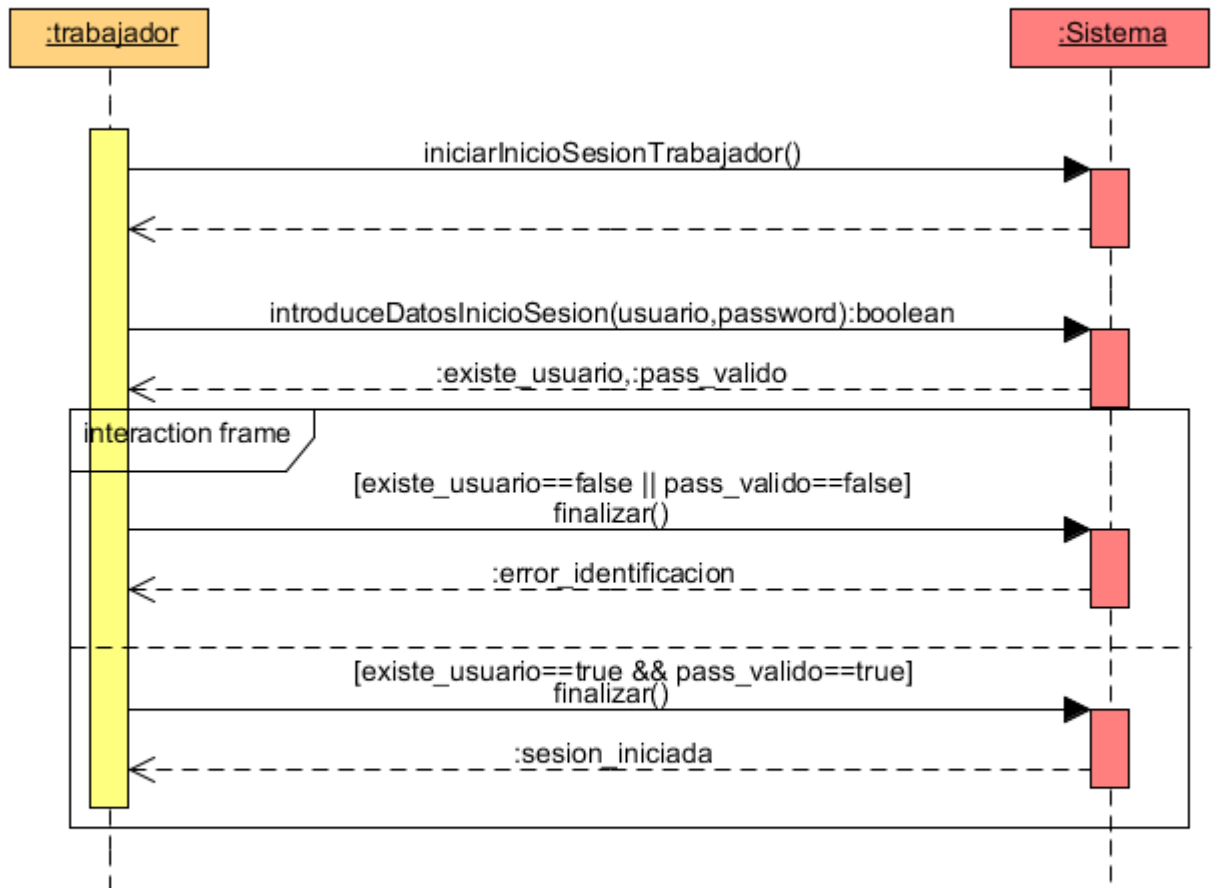 :trabajador
:Sistema
iniciarInicioSesionTrabajador()
introduceDatosInicioSesion(usuario,password):boolean
:existe_usuario,:pass_valido
interaction frame
[existe_usuario==false || pass_valido==false]
finalizar()
:error_identificacion
[existe_usuario==true && pass_valido==true]
finalizar()
:sesion_iniciada